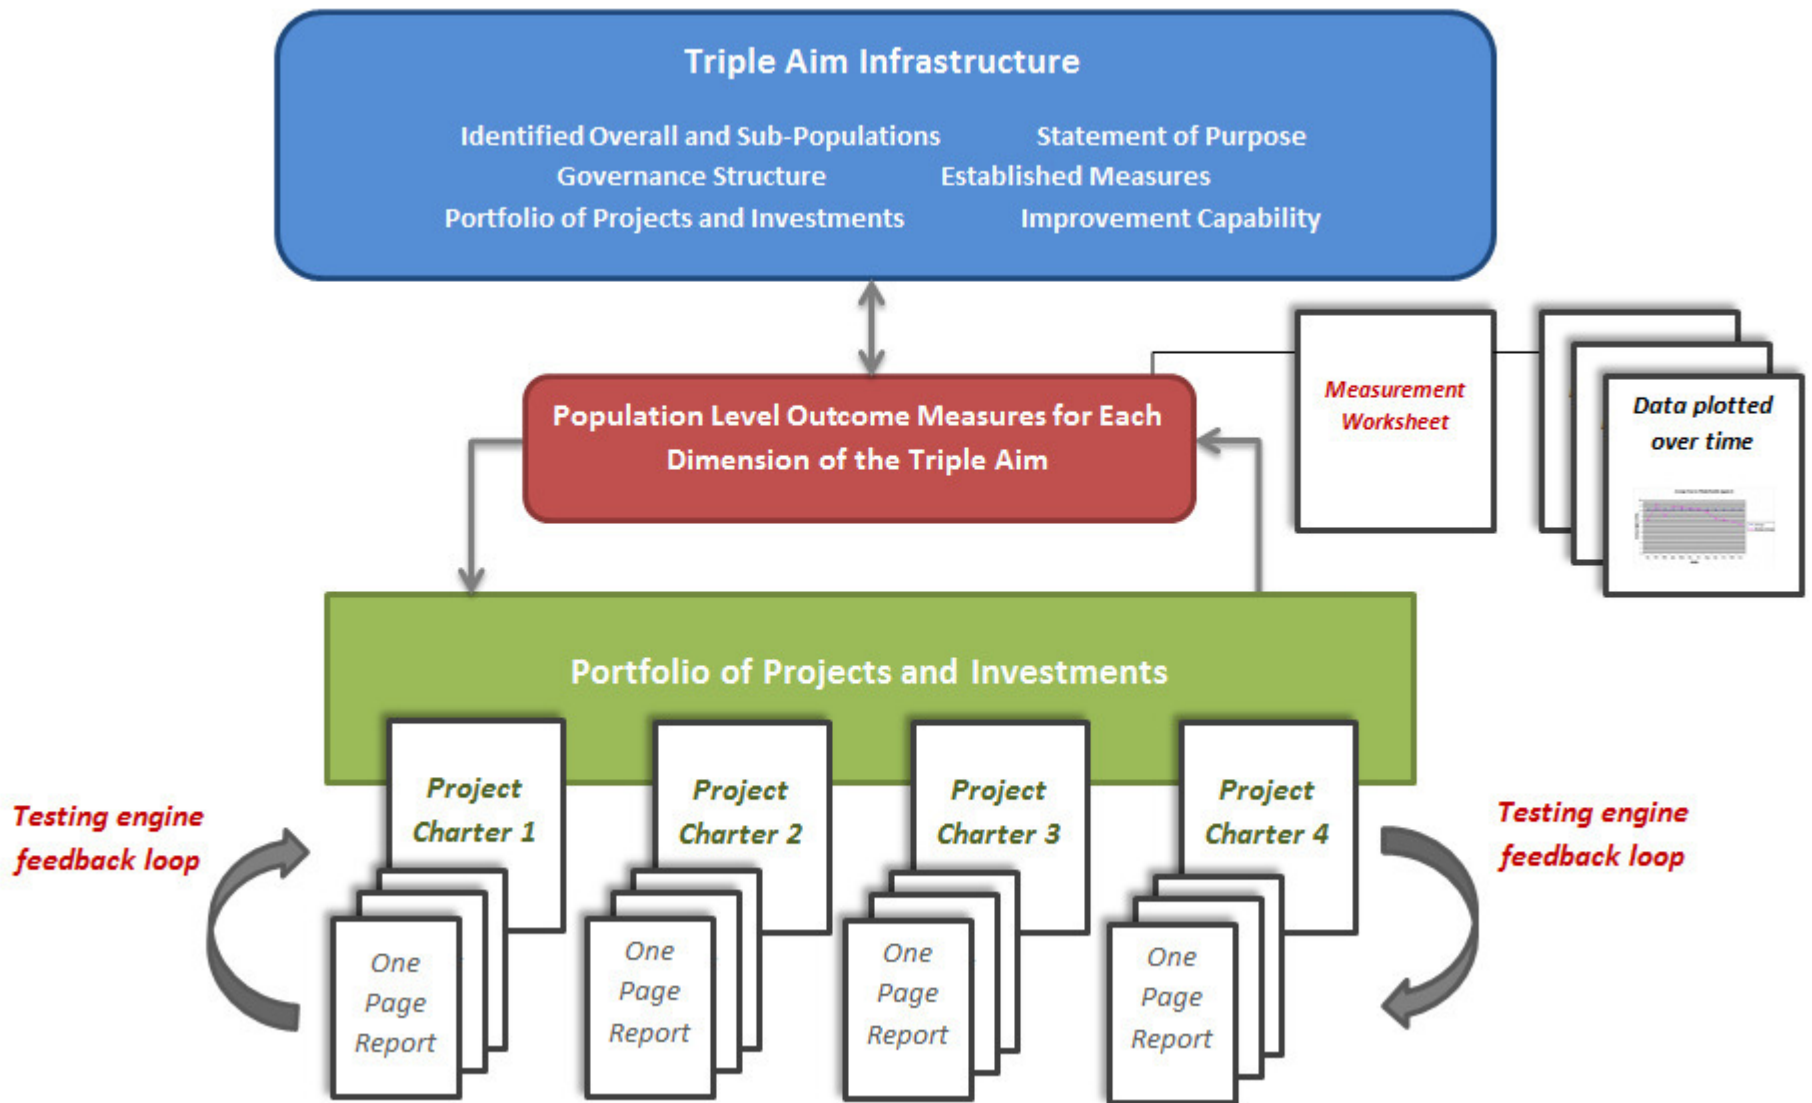 Triple Aim Infrastructure
Identified Overall and Sub-Populations Statement of Purpose
Governance Structure Established Measures
Portfolio of Projects and Investments Improvement Capability
Population Level Outcome Measures for Each
Dimension of the Triple Aim
Measurement
Worksheet
Data plotted
over time
Portfolio of Projects and Investments
Project
Charter 1
Project
Charter 2
Project
Charter 3
Project
Charter 4
Testing engine
feedback loop
Testing engine
feedback loop
One
Page
Report
One
Page
Report
One
Page
Report
One
Page
Report